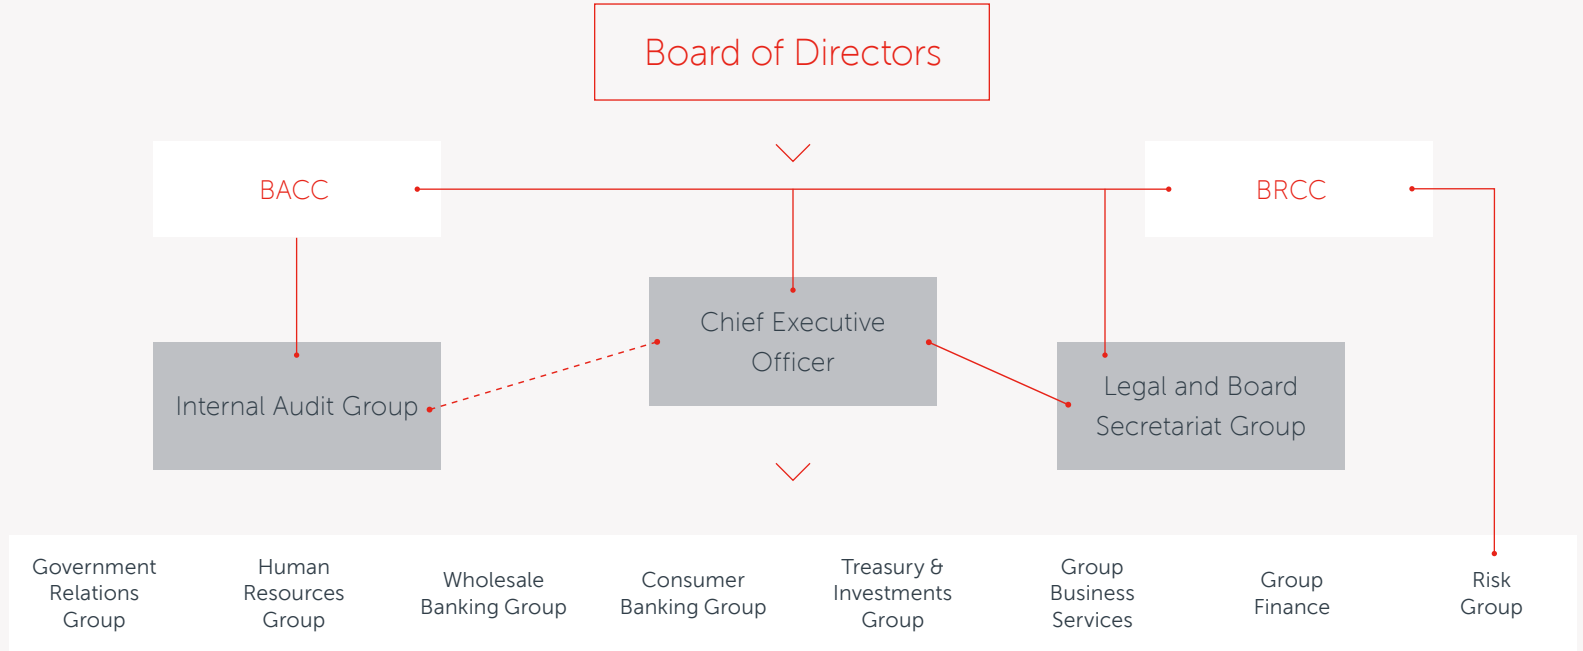 Board of Directors
BACC
BRCC
Chief Executive
Officer
Internal Audit Group
Legal and Board
Secretariat Group
Government
Relations
Group
Human
Resources
Group
Wholesale
Banking Group
Consumer
Banking Group
Treasury &
Investments
Group
Group
Business
Services
Group
Finance
Risk
Group